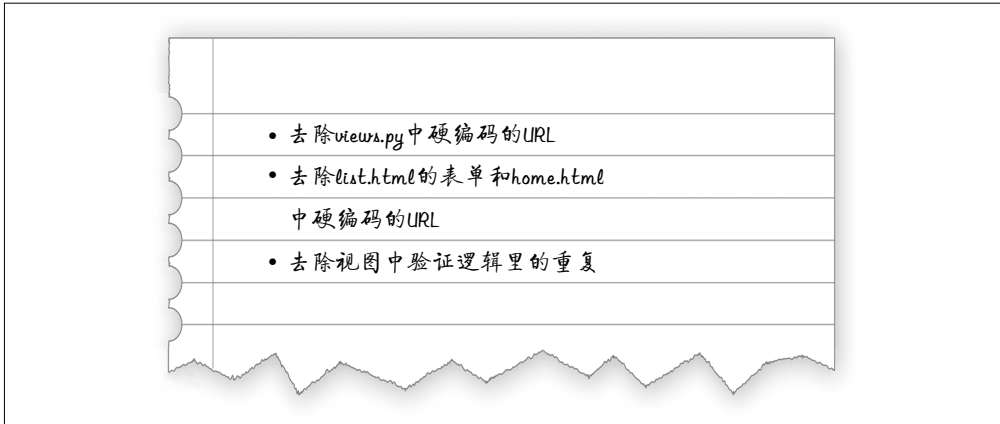 • 去除views.py中硬编码的URL
• 去除list.html的表单和home.html
中硬编码的URL
• 去除视图中验证逻辑里的重复